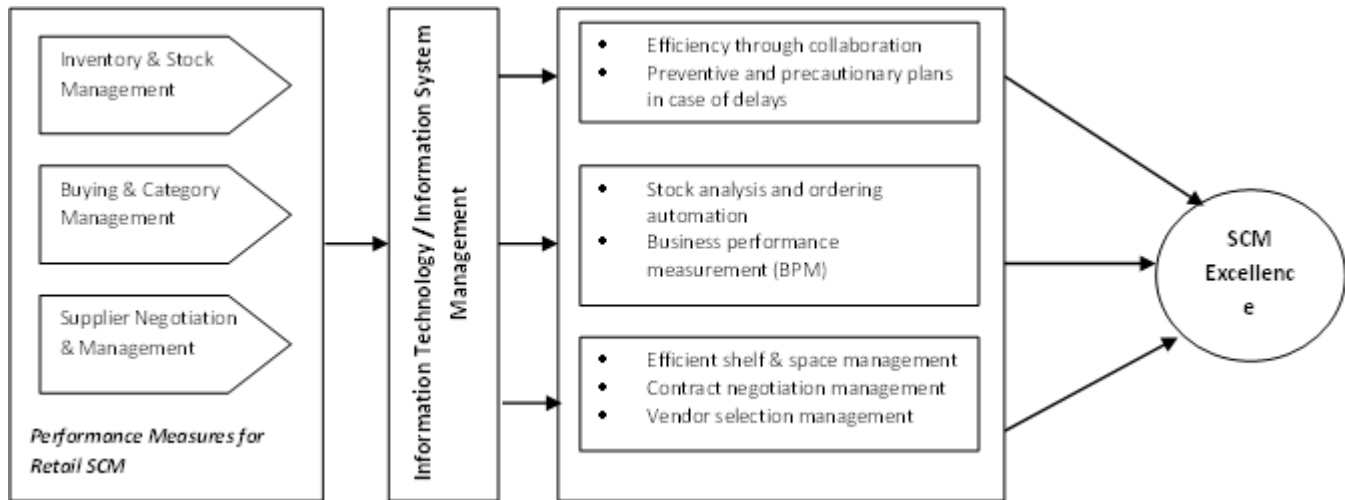 Inventory & Stock
Management
Buying & Category
Management
Supplier Negotiation
& Management
Performance Measures for
Retail SCM
Information Technology / Information System
Management
• Efficiency through collaboration
• Preventive and precautionary plans
in case of delays
• Stock analysis and ordering
automation
• Business performance
measurement (BPM)
• Efficient shelf & space management
• Contract negotiation management
• Vendor selection management
SCM
Excellenc
e